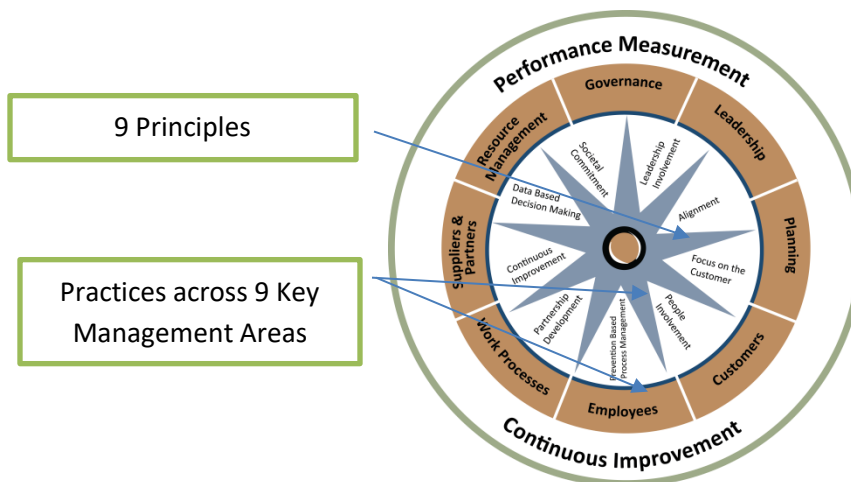 9 Principles
Practices across 9 Key
Management Areas
Performance Measurement
Governance
Leadership
Planning
Customers
Employees
Work Processes
Suppliers &
Partners
Resource
Management
Leadership
Involvement
Alignment
Focus on the
Customer
People
Involvement
Prevention Based
Process Management
Partnership
Development
Continuous
Improvement
Data Based
Decision Making
Societal
Commitment
Continuous Improvement